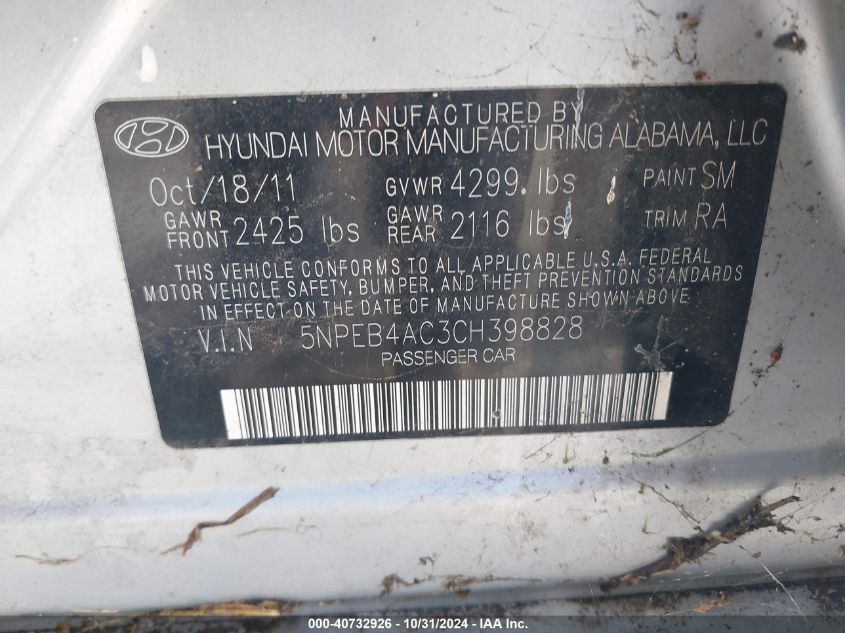 MANUFACTURED BY
HYUNDAI MOTOR MANUFACTURING ALABAMA, LLC
Oct/18/11 GVWR 4299 lbs PAINT SM
GAWR FRONT 2425 lbs GAWR REAR 2116 lbs TRIM RA
THIS VEHICLE CONFORMS TO ALL APPLICABLE U.S.A. FEDERAL
MOTOR VEHICLE SAFETY, BUMPER, AND THEFT PREVENTION STANDARDS
IN EFFECT ON THE DATE OF MANUFACTURE SHOWN ABOVE.
V.I.N 5NPEB4AC3CH398828
PASSENGER CAR
000-40732926 - 10/31/2024 - IAA Inc.